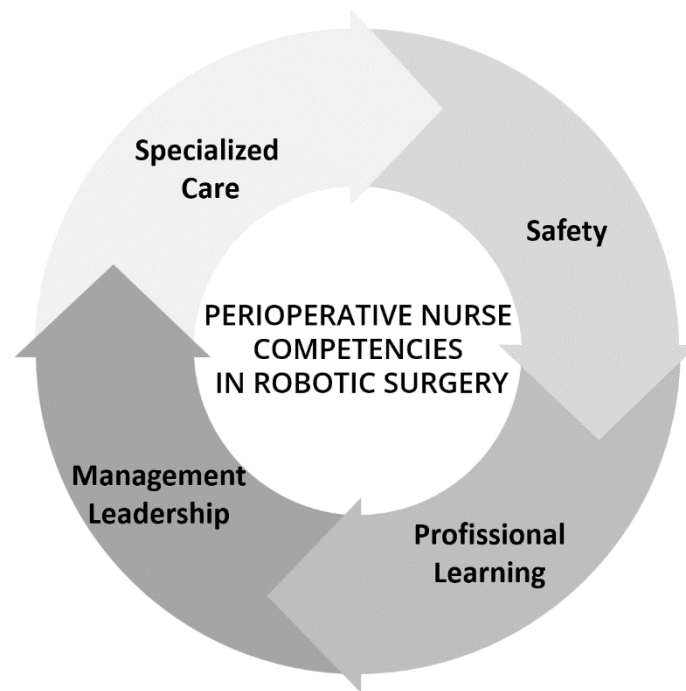 Specialized
Care
Safety
PERIOPERATIVE NURSE
COMPETENCIES
IN ROBOTIC SURGERY
Management
Leadership
Profissional
Learning